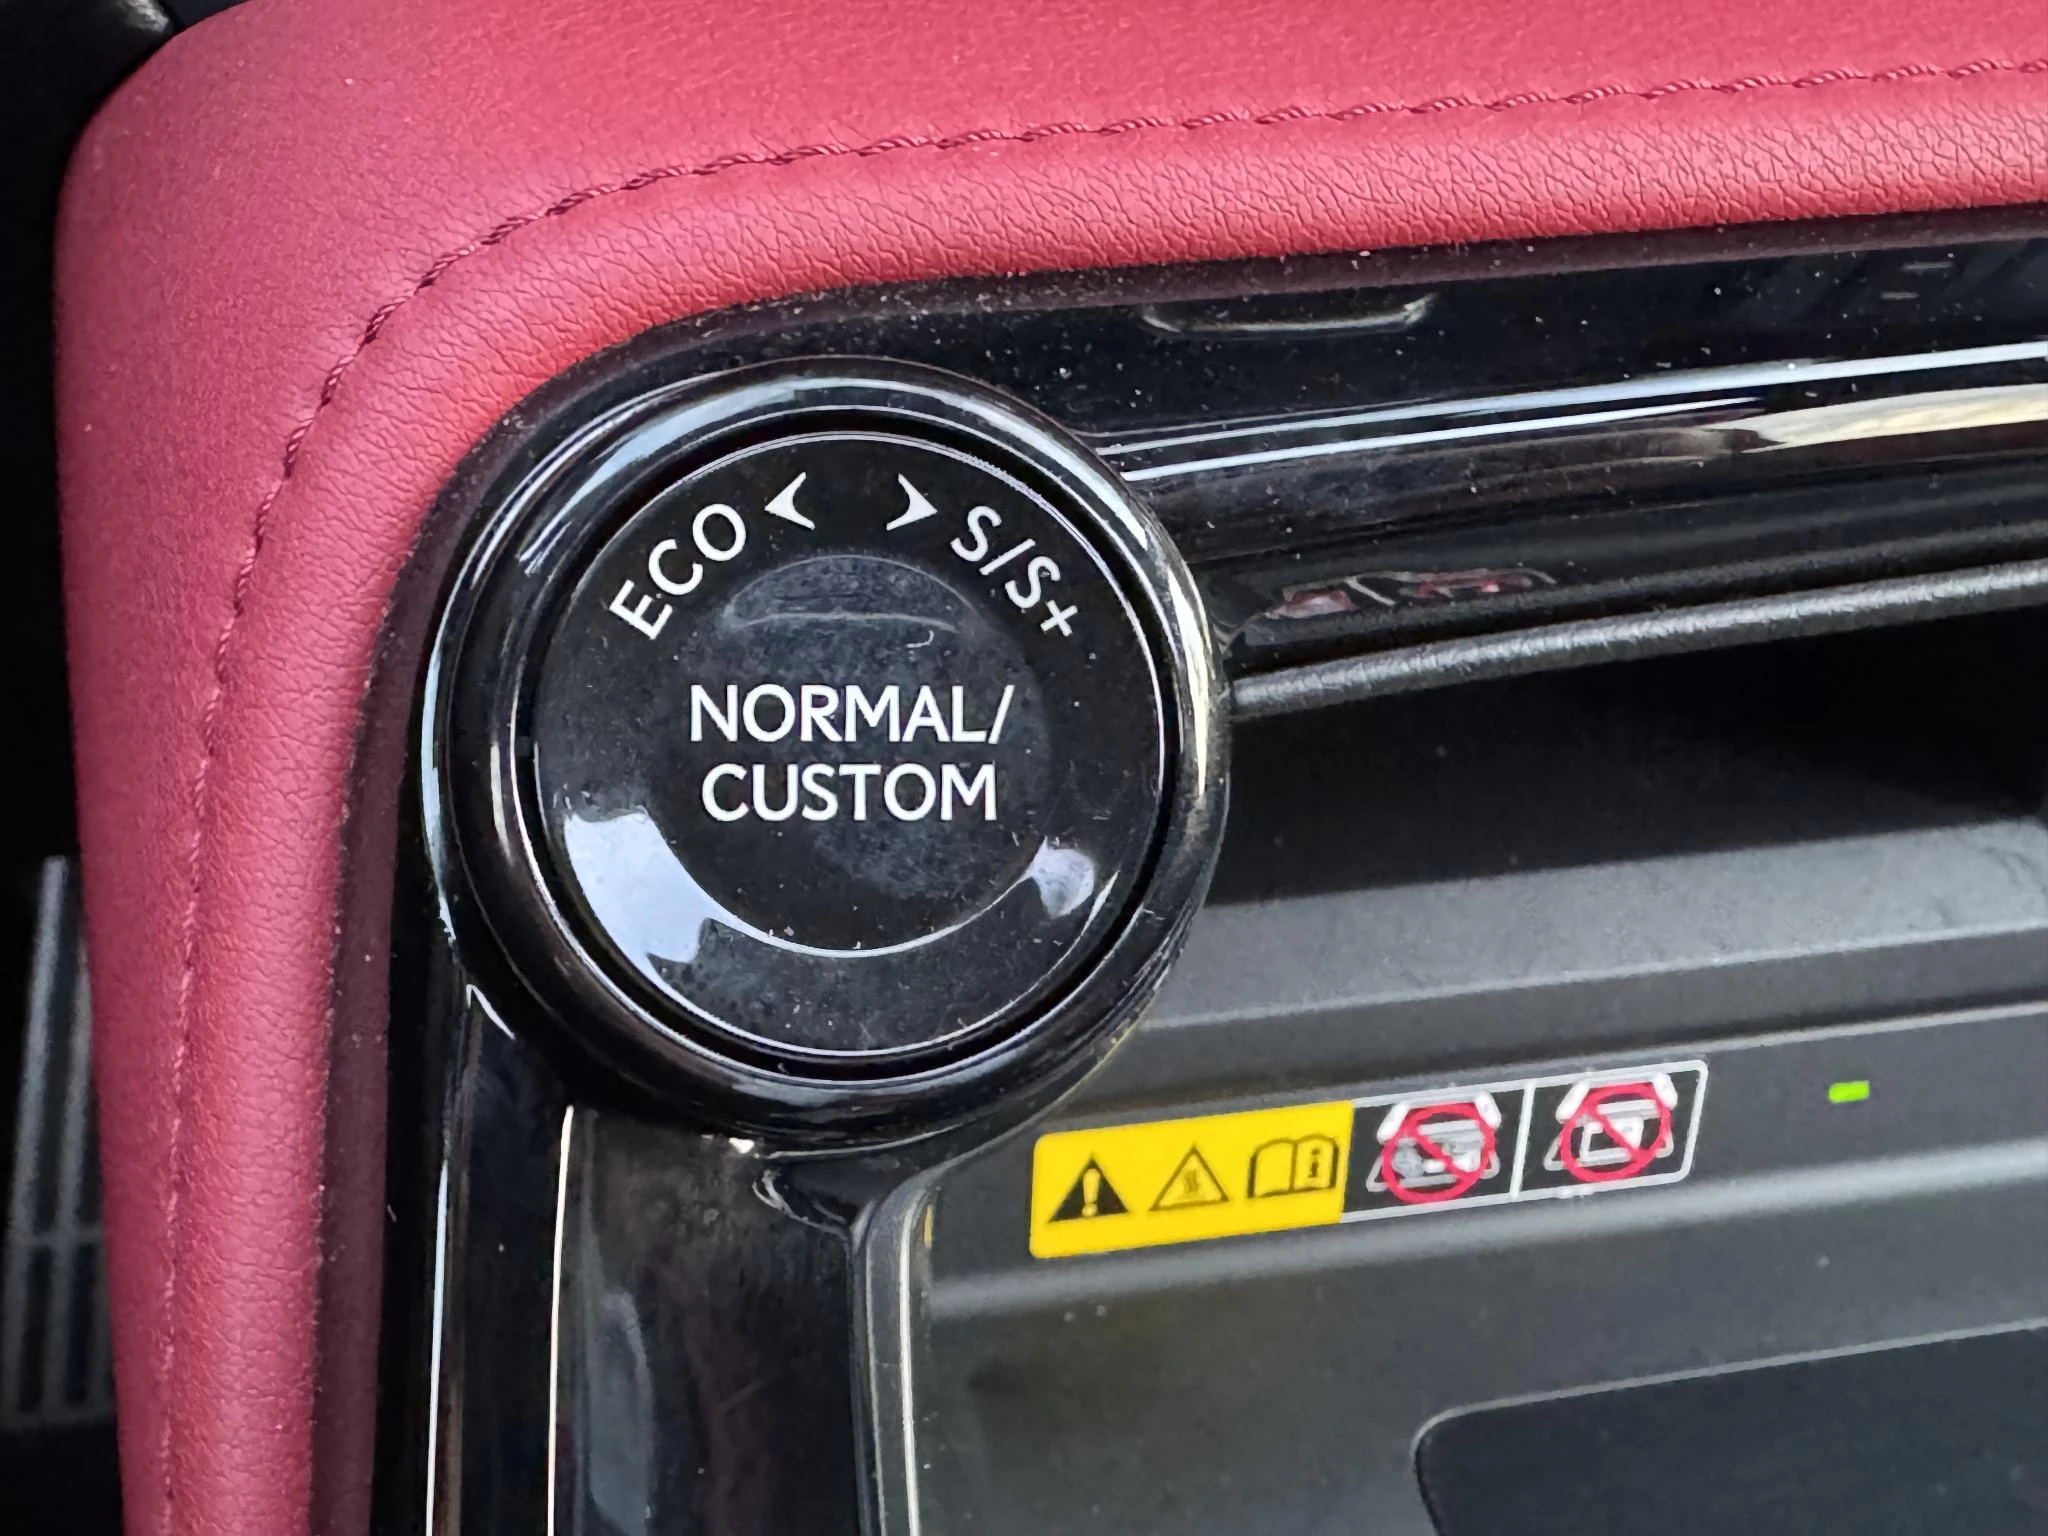 ECO
S/S+
NORMAL/
CUSTOM